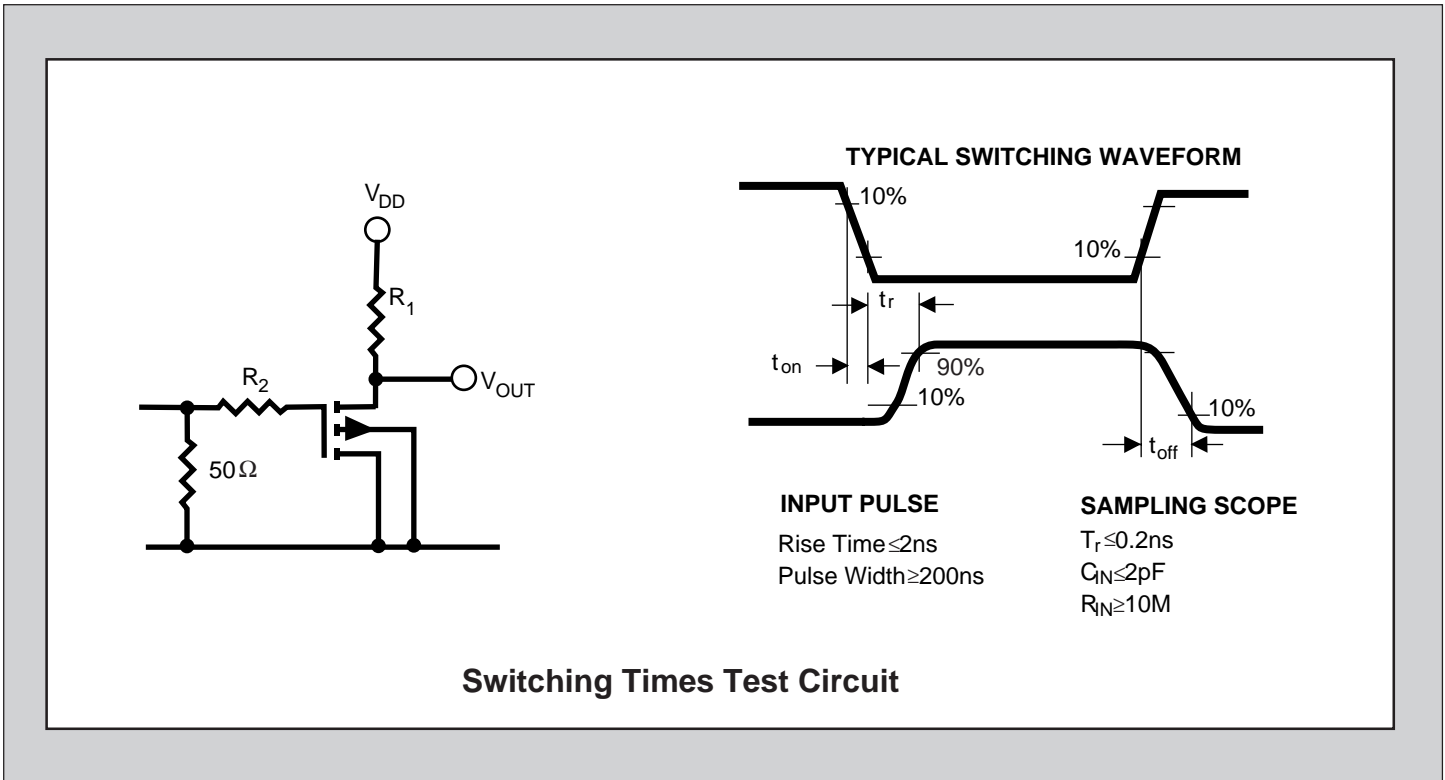 V_DD
R_1
R_2
V_OUT
50Ω
TYPICAL SWITCHING WAVEFORM
10%
10%
t_r
t_on
90%
10%
10%
t_off
INPUT PULSE
Rise Time≤2ns
Pulse Width≥200ns
SAMPLING SCOPE
T_r≤0.2ns
C_IN≤2pF
R_IN≥10M
Switching Times Test Circuit